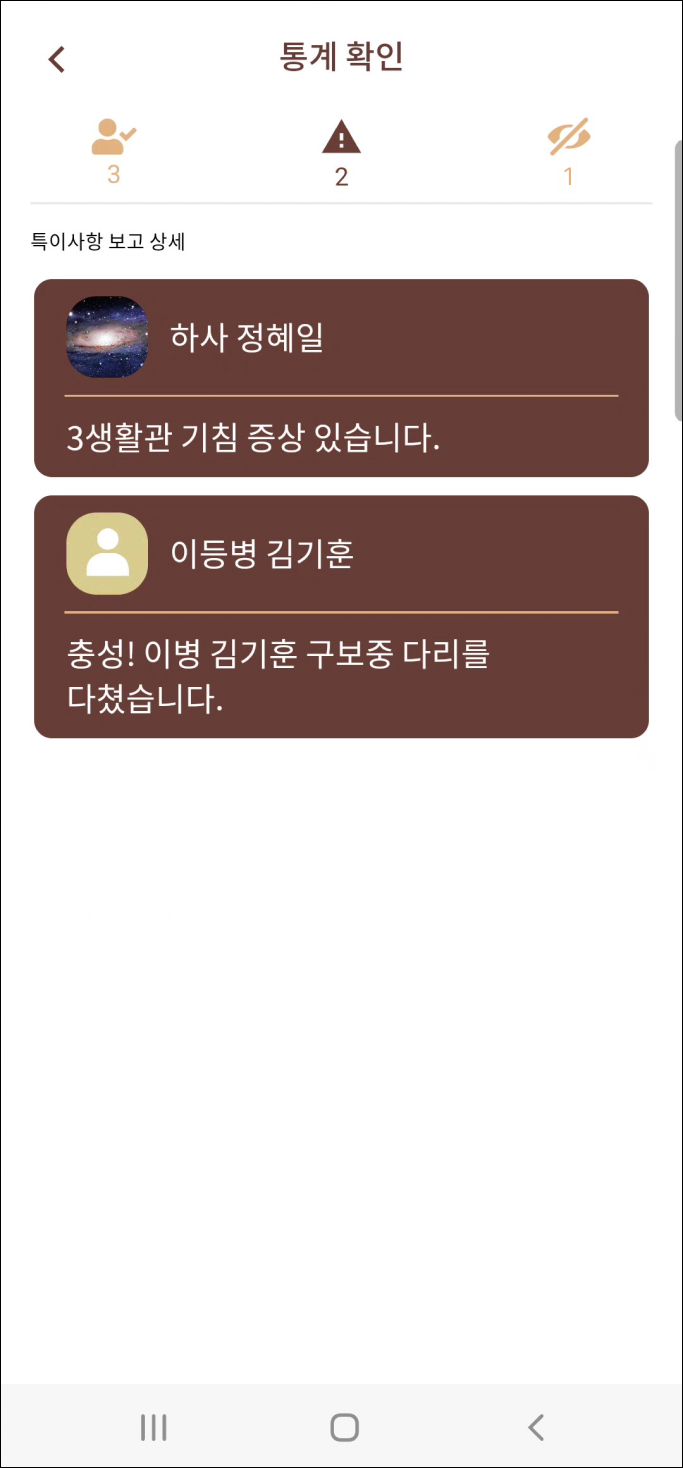 통계 확인
3
2
1
특이사항 보고 상세
하사 정혜일
3생활관 기침 증상 있습니다.
이등병 김기훈
충성! 이병 김기훈 구보중 다리를
다쳤습니다.